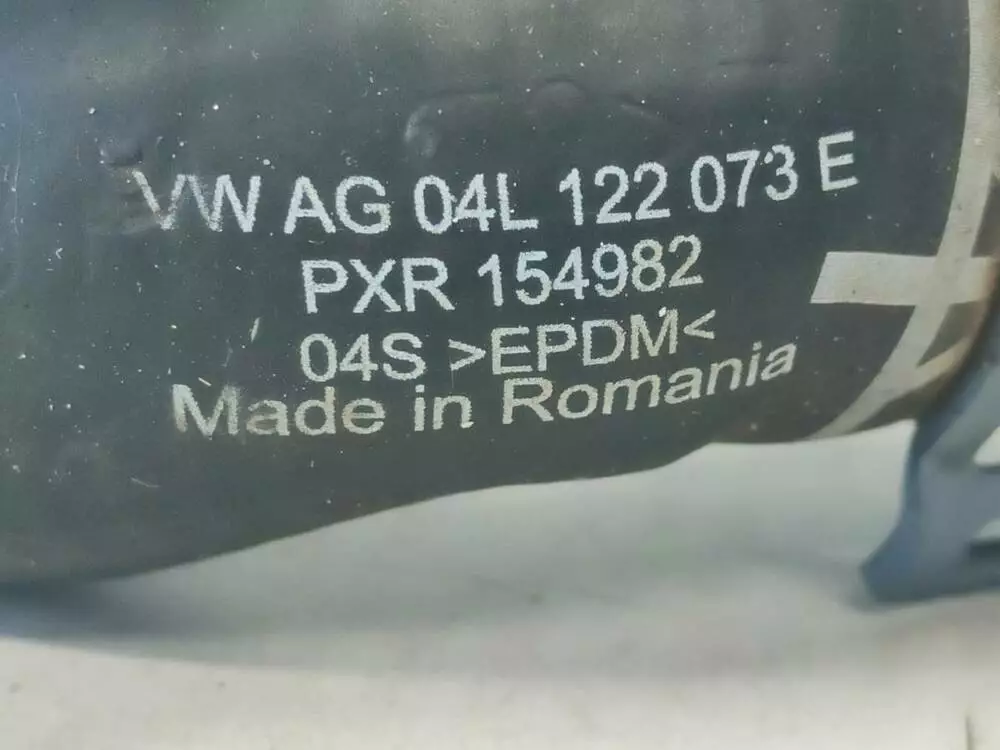 VW AG 04L 122 073 E
PXR 154982
04S >EPDM<
Made in Romania